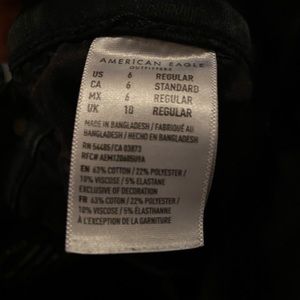 AMERICAN EAGLE
OUTFITTERS
US 6 REGULAR
CA 6 STANDARD
MX 6 REGULAR
UK 10 REGULAR
MADE IN BANGLADESH / FABRIQUÉ AU
BANGLADESH / HECHO EN BANGLADESH
RN 54485/CA 03873
RFC# AEM120605U9A
EN 63% COTTON / 22% POLYESTER /
10% VISCOSE / 5% ELASTANE
EXCLUSIVE OF DECORATION
FR 63% COTON / 22% POLYESTER /
10% VISCOSE / 5% ÉLASTHANNE
À L'EXCEPTION DE LA GARNITURE